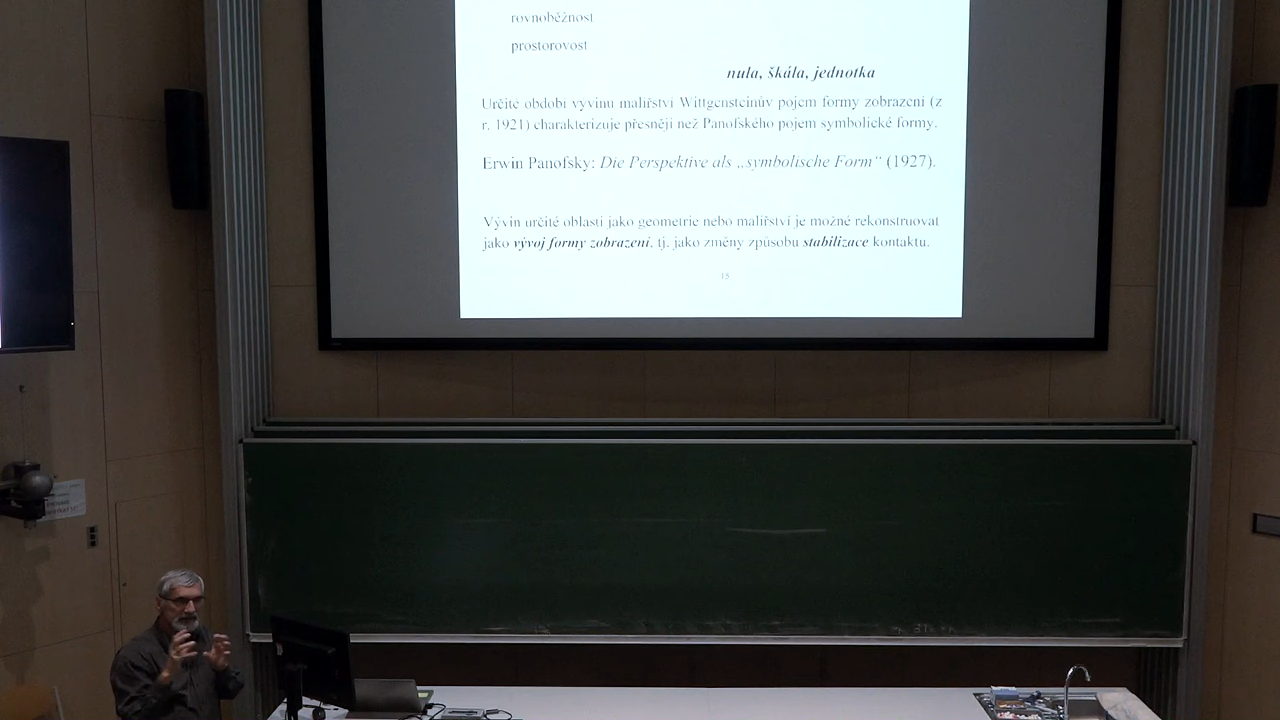 rovnoběžnost
prostorovost
nula, škála, jednotka
Určité období vývinu malířství Wittgensteinův pojem formy zobrazení (z
r. 1921) charakterizuje přesněji než Panofského pojem symbolické formy.
Erwin Panofsky: Die Perspektive als „symbolische Form“ (1927).
Vývin určité oblasti jako geometrie nebo malířství je možné rekonstruovat
jako vývoj formy zobrazení, tj. jako změny způsobu stabilizace kontaktu.
15